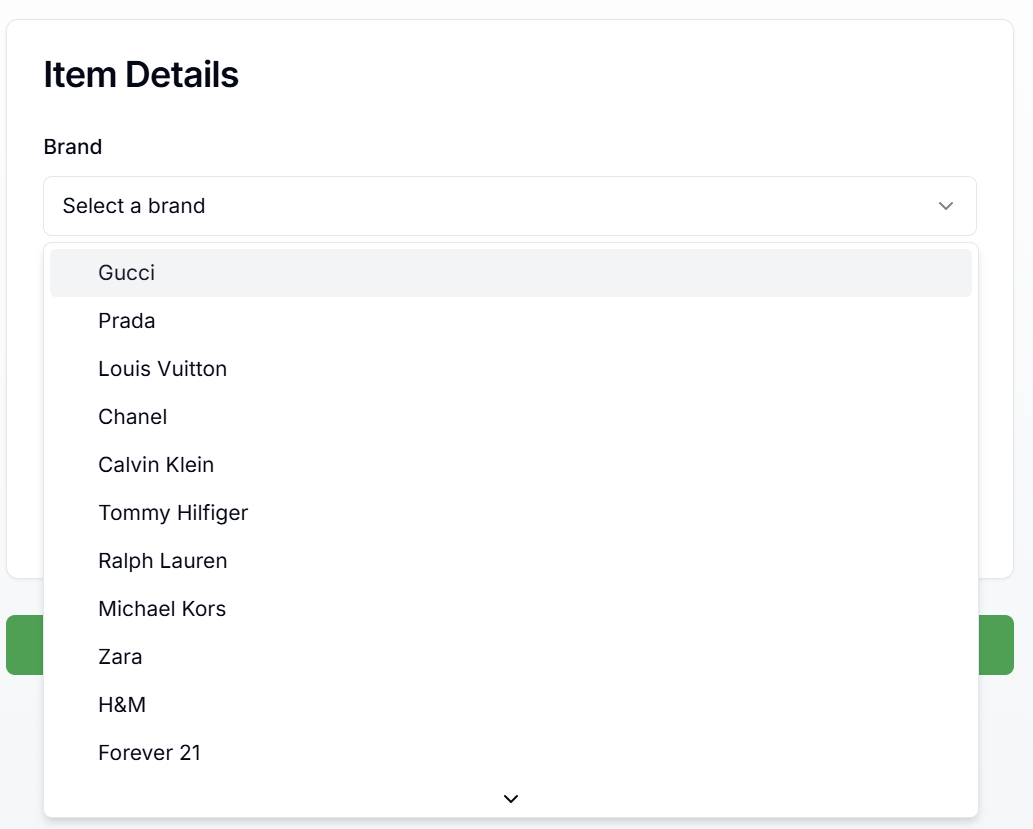 Item Details
Brand
Select a brand
Gucci
Prada
Louis Vuitton
Chanel
Calvin Klein
Tommy Hilfiger
Ralph Lauren
Michael Kors
Zara
H&M
Forever 21